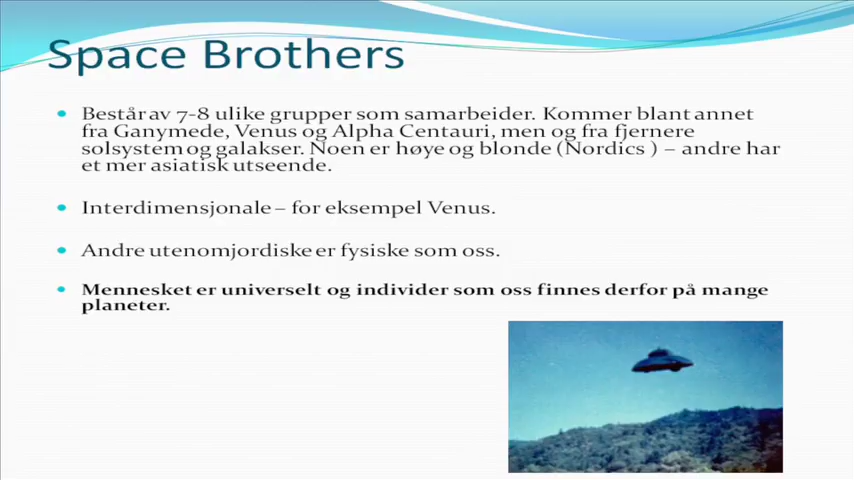 Space Brothers
Består av 7-8 ulike grupper som samarbeider. Kommer blant annet
fra Ganymede, Venus og Alpha Centauri, men og fra fjernere
solsystem og galakser. Noen er høye og blonde (Nordics ) – andre har
et mer asiatisk utseende.
Interdimensjonale – for eksempel Venus.
Andre utenomjordiske er fysiske som oss.
Mennesket er universelt og individer som oss finnes derfor på mange
planeter.